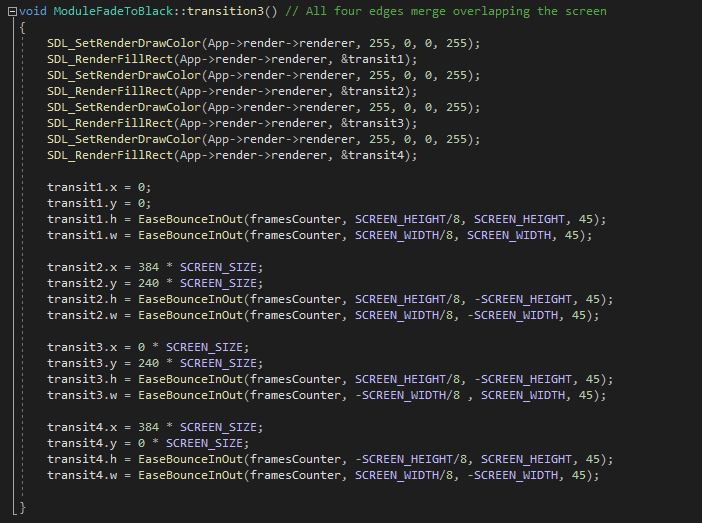 void ModuleFadeToBlack::transition3() // All four edges merge overlapping the screen
{
SDL_SetRenderDrawColor(App->render->renderer, 255, 0, 0, 255);
SDL_RenderFillRect(App->render->renderer, &transit1);
SDL_SetRenderDrawColor(App->render->renderer, 255, 0, 0, 255);
SDL_RenderFillRect(App->render->renderer, &transit2);
SDL_SetRenderDrawColor(App->render->renderer, 255, 0, 0, 255);
SDL_RenderFillRect(App->render->renderer, &transit3);
SDL_SetRenderDrawColor(App->render->renderer, 255, 0, 0, 255);
SDL_RenderFillRect(App->render->renderer, &transit4);

transit1.x = 0;
transit1.y = 0;
transit1.h = EaseBounceInOut(framesCounter, SCREEN_HEIGHT/8, SCREEN_HEIGHT, 45);
transit1.w = EaseBounceInOut(framesCounter, SCREEN_WIDTH/8, SCREEN_WIDTH, 45);

transit2.x = 384 * SCREEN_SIZE;
transit2.y = 240 * SCREEN_SIZE;
transit2.h = EaseBounceInOut(framesCounter, SCREEN_HEIGHT/8, -SCREEN_HEIGHT, 45);
transit2.w = EaseBounceInOut(framesCounter, SCREEN_WIDTH/8, -SCREEN_WIDTH, 45);

transit3.x = 0 * SCREEN_SIZE;
transit3.y = 240 * SCREEN_SIZE;
transit3.h = EaseBounceInOut(framesCounter, SCREEN_HEIGHT/8, -SCREEN_HEIGHT, 45);
transit3.w = EaseBounceInOut(framesCounter, -SCREEN_WIDTH/8 , SCREEN_WIDTH, 45);

transit4.x = 384 * SCREEN_SIZE;
transit4.y = 0 * SCREEN_SIZE;
transit4.h = EaseBounceInOut(framesCounter, -SCREEN_HEIGHT/8, SCREEN_HEIGHT, 45);
transit4.w = EaseBounceInOut(framesCounter, SCREEN_WIDTH/8, -SCREEN_WIDTH, 45);

}